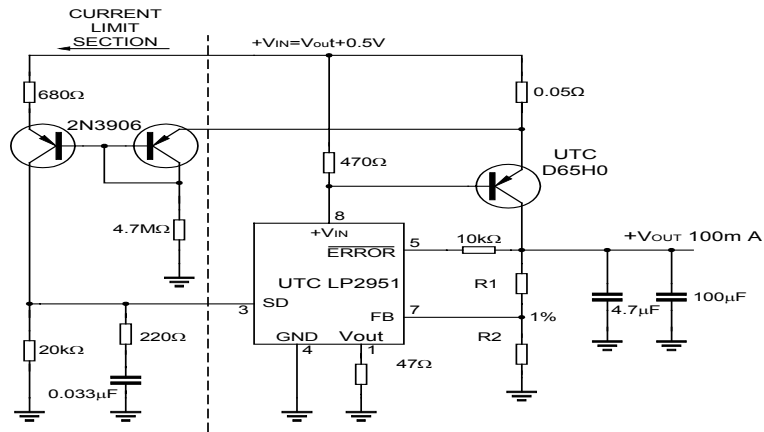 CURRENT
LIMIT
SECTION
+VIN=Vout+0.5V
680Ω
0.05Ω
2N3906
470Ω
UTC
D65H0
4.7MΩ
8
+VIN
ERROR
5
10kΩ
+VOUT 100m A
UTC LP2951
R1
3
SD
FB
7
1%
4.7μF
100μF
20kΩ
220Ω
GND
Vout
R2
4
1
47Ω
0.033μF